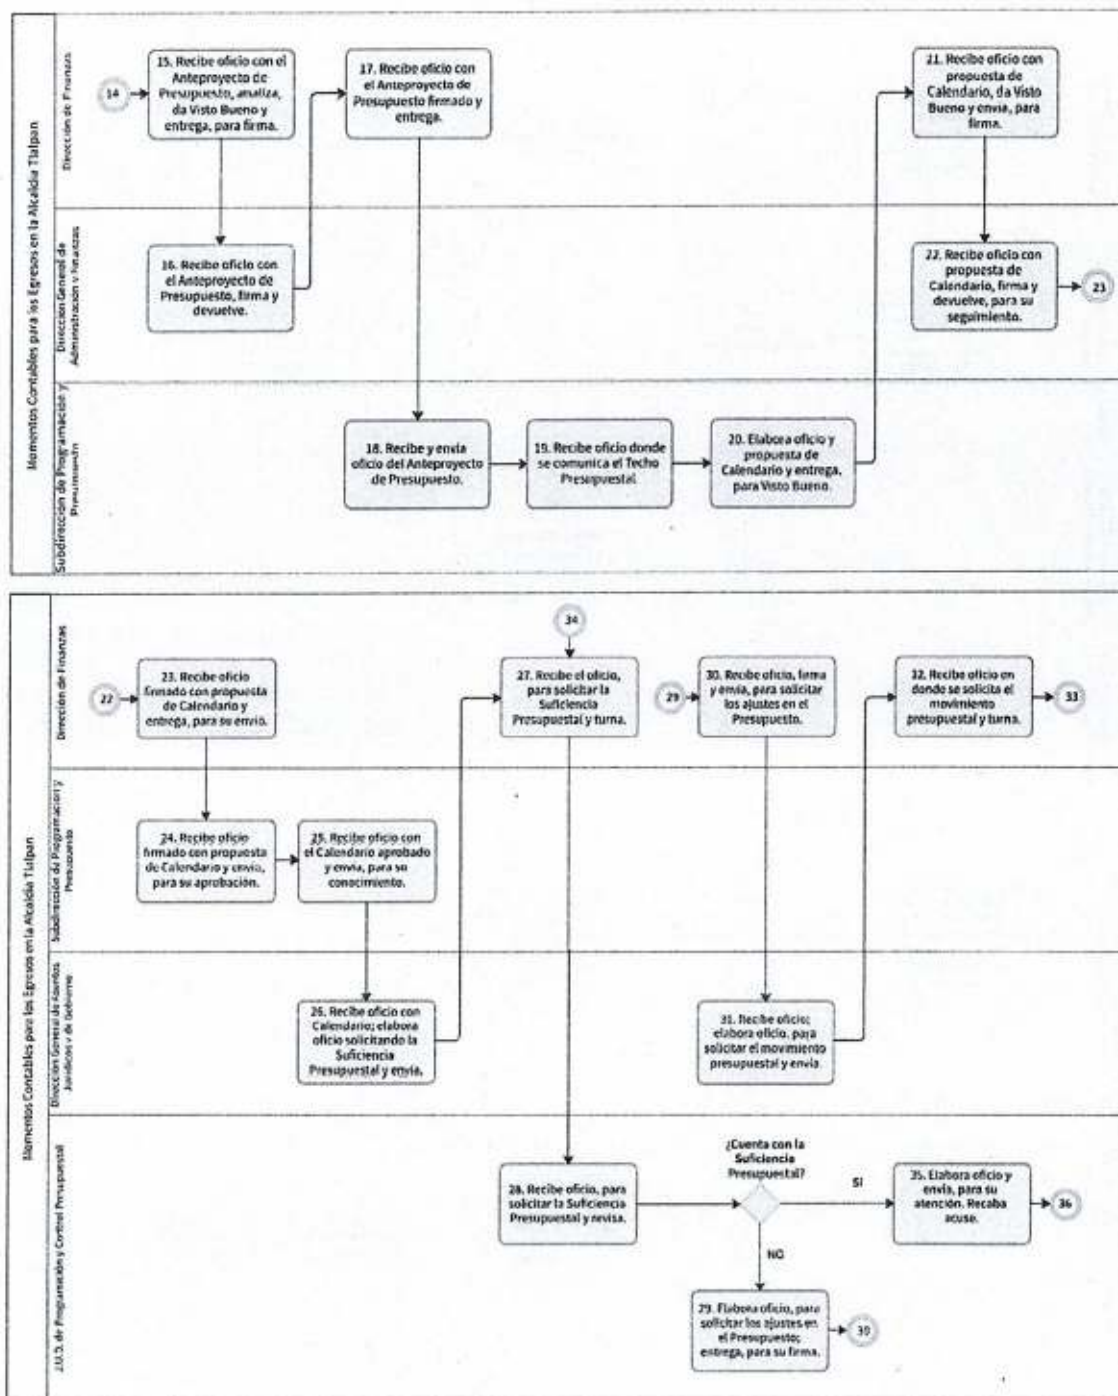 Momentos Contables para los Egresos en la Alcaldía Tlalpan
Dirección de Finanzas
14
15. Recibe oficio con el
Anteproyecto de
Presupuesto, analiza,
da Visto Bueno y
entrega, para firma.
17. Recibe oficio con
el Anteproyecto de
Presupuesto firmado y
entrega.
21. Recibe oficio con
propuesta de
Calendario, da Visto
Bueno y envía, para
firma.
Dirección General de
Administración y Finanzas
16. Recibe oficio con
el Anteproyecto de
Presupuesto, firma y
devuelve.
22. Recibe oficio con
propuesta de
Calendario, firma y
devuelve, para su
seguimiento.
23
Subdirección de Programación y
Presupuesto
18. Recibe y envía
oficio del Anteproyecto
de Presupuesto.
19. Recibe oficio donde
se comunica el Techo
Presupuestal.
20. Elabora oficio y
propuesta de
Calendario y entrega,
para Visto Bueno.
Momentos Contables para los Egresos en la Alcaldía Tlalpan
Dirección de Finanzas
22
23. Recibe oficio
firmado con propuesta
de Calendario y
entrega, para su envío.
34
27. Recibe el oficio,
para solicitar la
Suficiencia
Presupuestal y turna.
29
30. Recibe oficio, firma
y envía, para solicitar
los ajustes en el
Presupuesto.
32. Recibe oficio en
donde se solicita el
movimiento
presupuestal y turna.
33
Subdirección de Programación y
Presupuesto
24. Recibe oficio
firmado con propuesta
de Calendario y envía,
para su aprobación.
25. Recibe oficio con
el Calendario aprobado
y envía, para su
conocimiento.
Dirección General de Asuntos
Jurídicos y de Gobierno
26. Recibe oficio con
Calendario; elabora
oficio solicitando la
Suficiencia
Presupuestal y envía.
31. Recibe oficio;
elabora oficio, para
solicitar el movimiento
presupuestal y envía.
J.U.D. de Programación y Control Presupuestal
28. Recibe oficio, para
solicitar la Suficiencia
Presupuestal y revisa.
¿Cuenta con la
Suficiencia
Presupuestal?
SI
35. Elabora oficio y
envía, para su
atención. Recaba
acuse.
36
NO
29. Elabora oficio, para
solicitar los ajustes en
el Presupuesto;
entrega, para su firma.
30